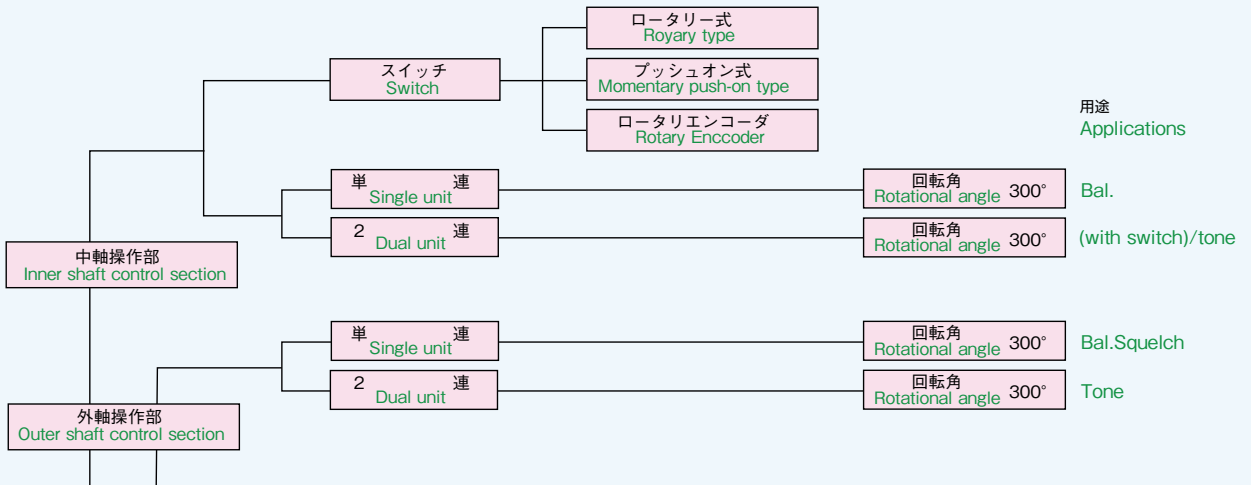 ロータリー式
Royary type
スイッチ
Switch
プッシュオン式
Momentary push-on type
ロータリエンコーダ
Rotary Enccoder
用途
Applications
単 連
Single unit
回転角
Rotational angle 300°
Bal.
2 連
Dual unit
回転角
Rotational angle 300°
(with switch)/tone
中軸操作部
Inner shaft control section
単 連
Single unit
回転角
Rotational angle 300°
Bal.Squelch
2 連
Dual unit
回転角
Rotational angle 300°
Tone
外軸操作部
Outer shaft control section